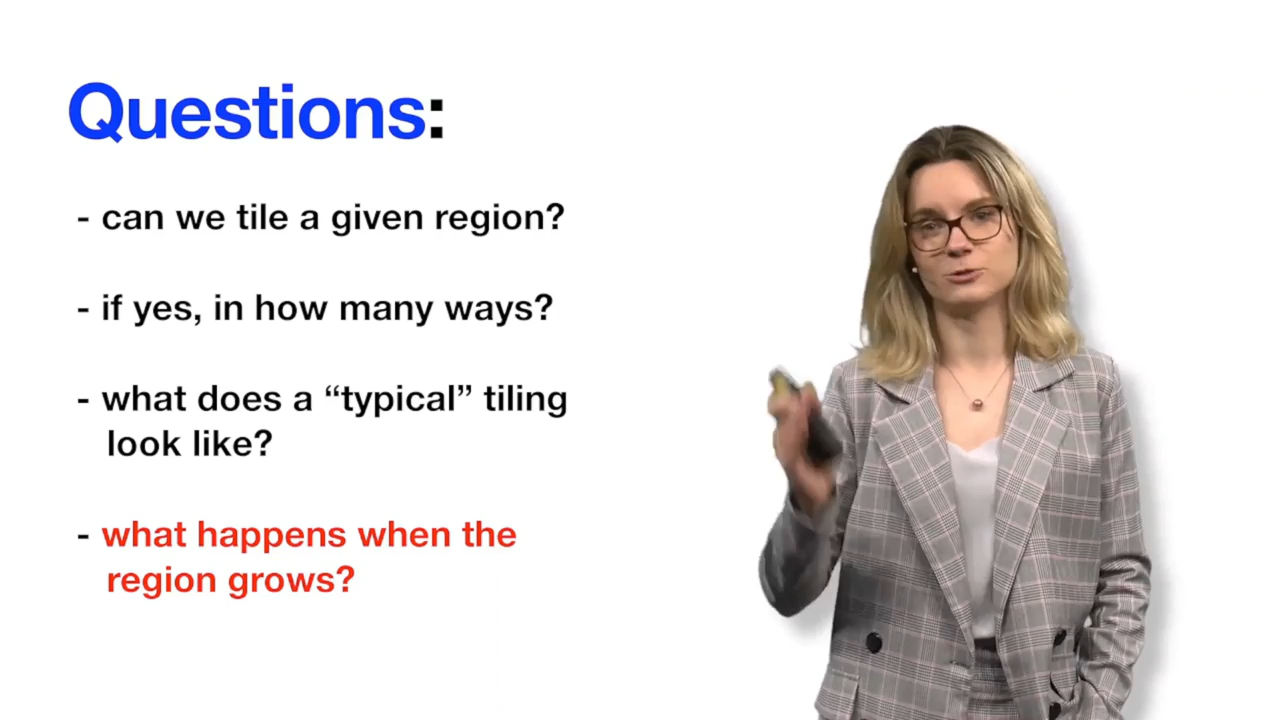 Questions:
- can we tile a given region?
- if yes, in how many ways?
- what does a “typical” tiling
look like?
- what happens when the
region grows?